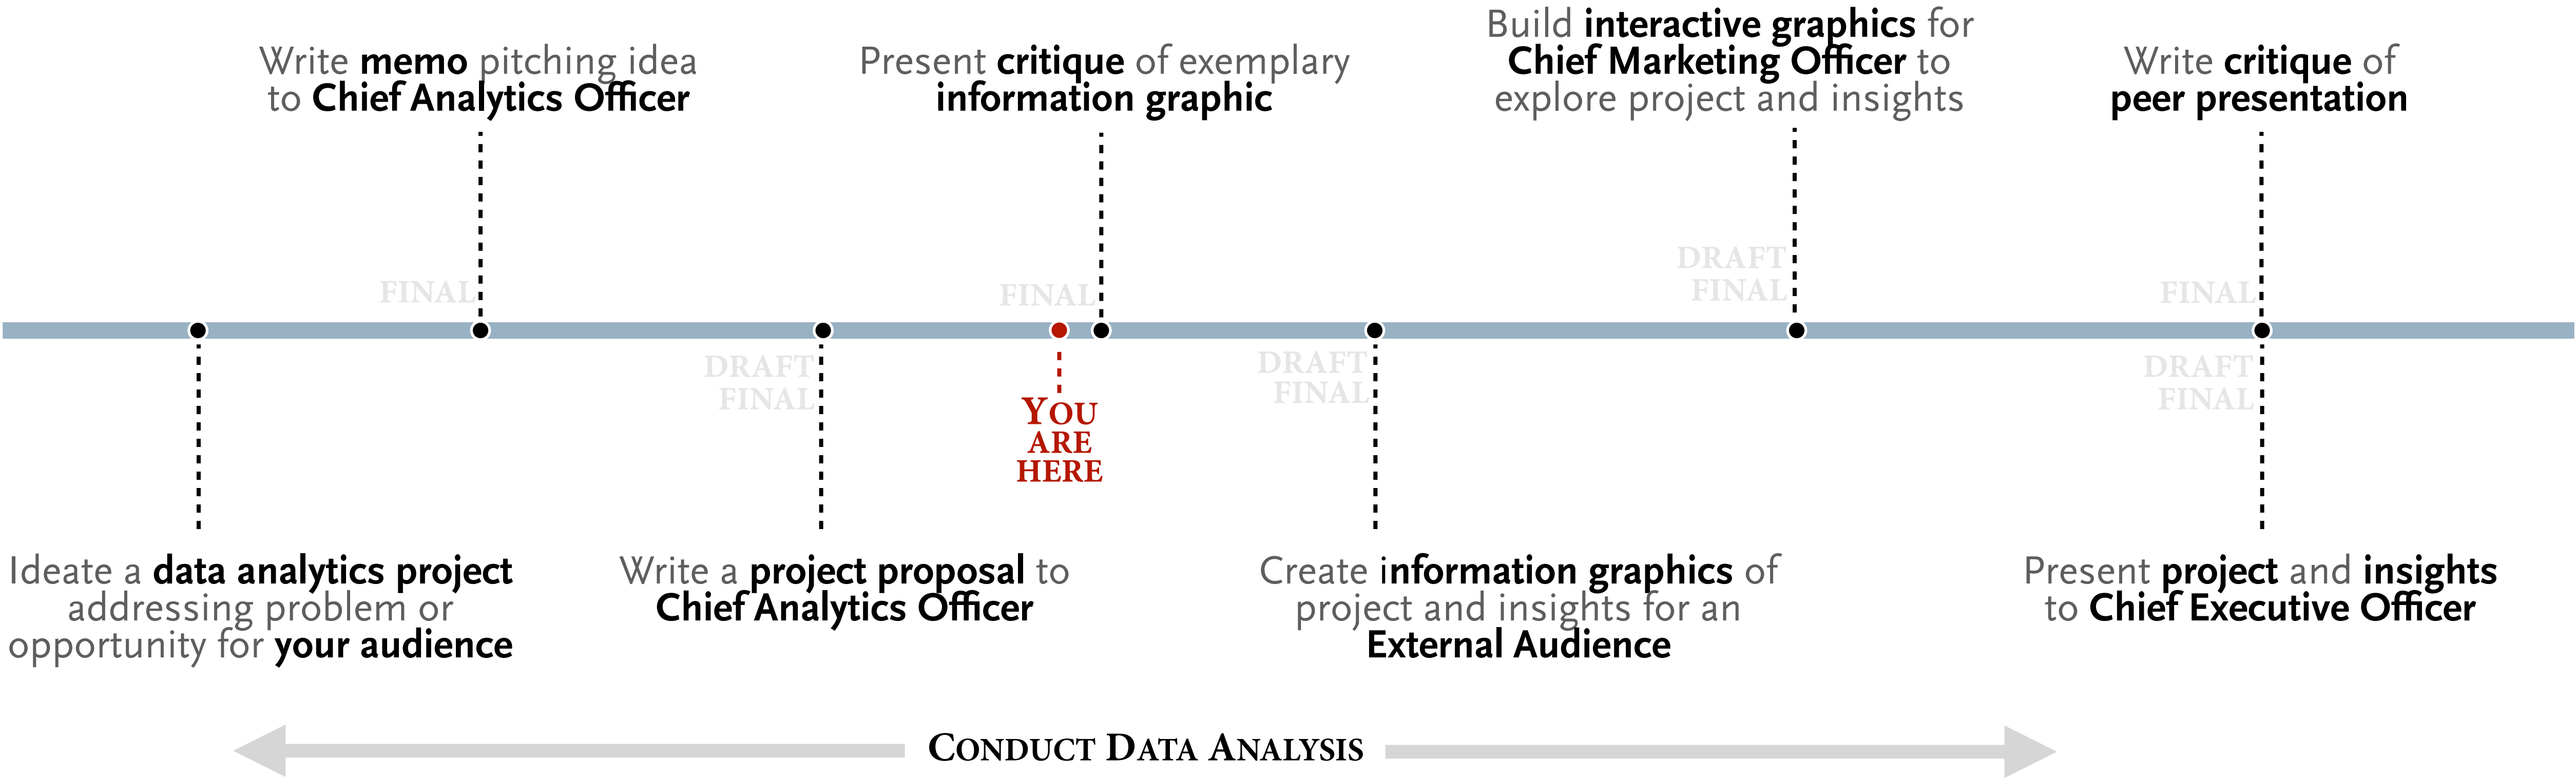 Write memo pitching idea
to Chief Analytics Officer
Present critique of exemplary
information graphic
Build interactive graphics for
Chief Marketing Officer to
explore project and insights
Write critique of
peer presentation
FINAL
FINAL
DRAFT
FINAL
FINAL
DRAFT
FINAL
YOU
ARE
HERE
DRAFT
FINAL
DRAFT
FINAL
Ideate a data analytics project
addressing problem or
opportunity for your audience
Write a project proposal to
Chief Analytics Officer
Create information graphics of
project and insights for an
External Audience
Present project and insights
to Chief Executive Officer
CONDUCT DATA ANALYSIS